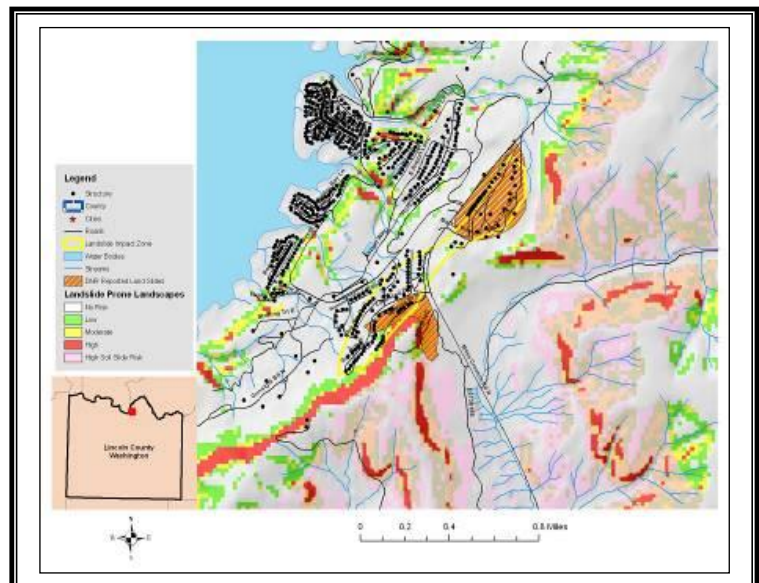 Legend
Structure
County
Cities
Roads
Landslide Impact Zone
Water Bodies
Streams
DNR Reported Land Slides
Landslide Prone Landscapes
No Risk
Low
Moderate
High
High Soil Slide Risk
Lincoln County
Washington
N
S
E
0 0.2 0.4 0.8 Miles